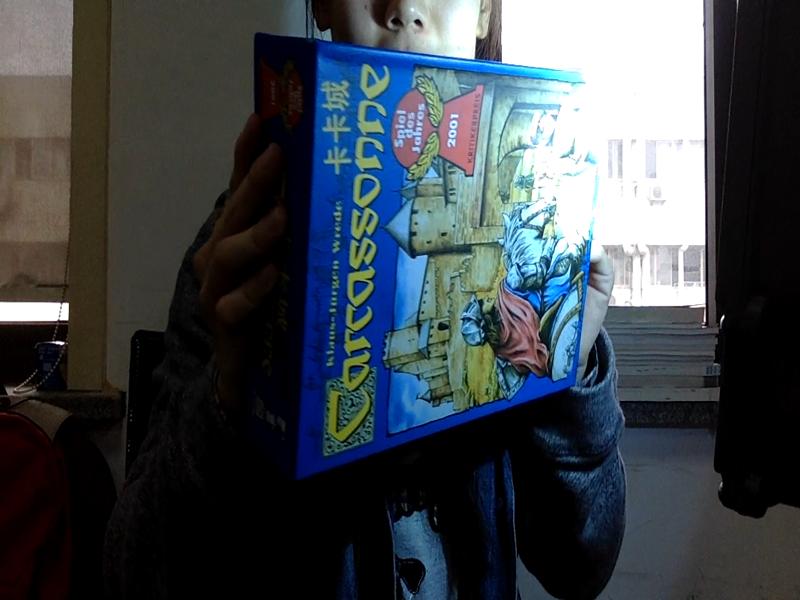 卡卡城
Carcassonne
Klaus-Jürgen Wrede
Spiel
des
Jahres
2001
KRITIKERPREIS